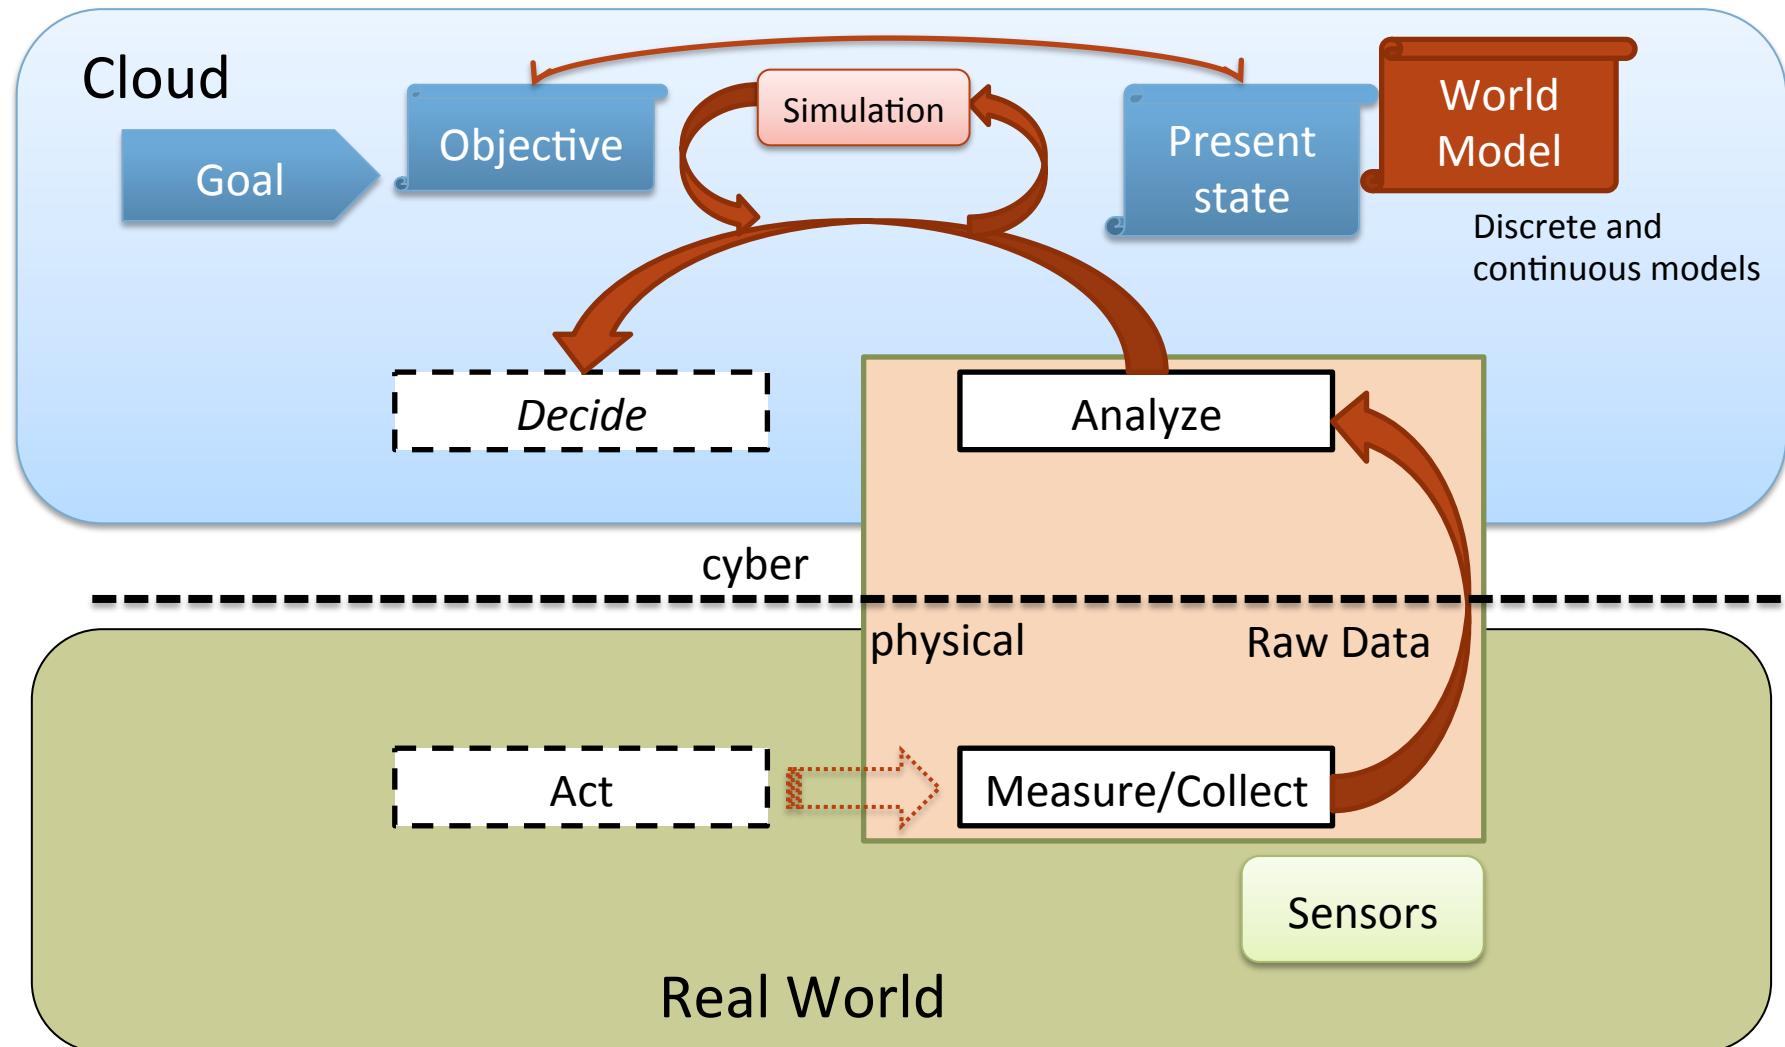 Cloud
Goal
Objective
Simulation
Present
state
World
Model
Discrete and
continuous models
Decide
Analyze
cyber
physical
Raw Data
Act
Measure/Collect
Sensors
Real World